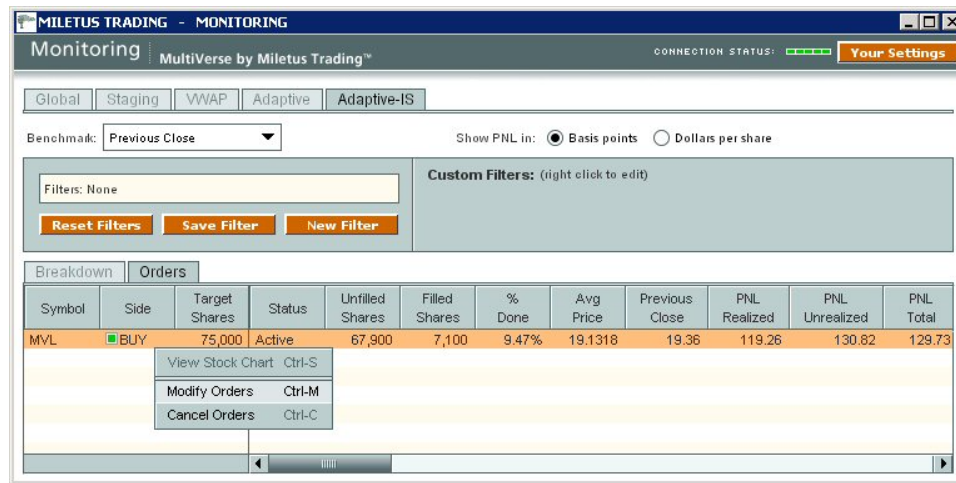 MILETUS TRADING - MONITORING
Monitoring MultiVerse by Miletus Trading™ CONNECTION STATUS: Your Settings
Global Staging VWAP Adaptive Adaptive-IS
Benchmark: Previous Close Show PNL in: Basis points Dollars per share
Custom Filters: (right click to edit)
Filters: None
Reset Filters Save Filter New Filter
Breakdown Orders
Symbol Side Target Shares Status Unfilled Shares Filled Shares % Done Avg Price Previous Close PNL Realized PNL Unrealized PNL Total
MVL BUY 75,000 Active 67,900 7,100 9.47% 19.1318 19.36 119.26 130.82 129.73
View Stock Chart Ctrl-S
Modify Orders Ctrl-M
Cancel Orders Ctrl-C